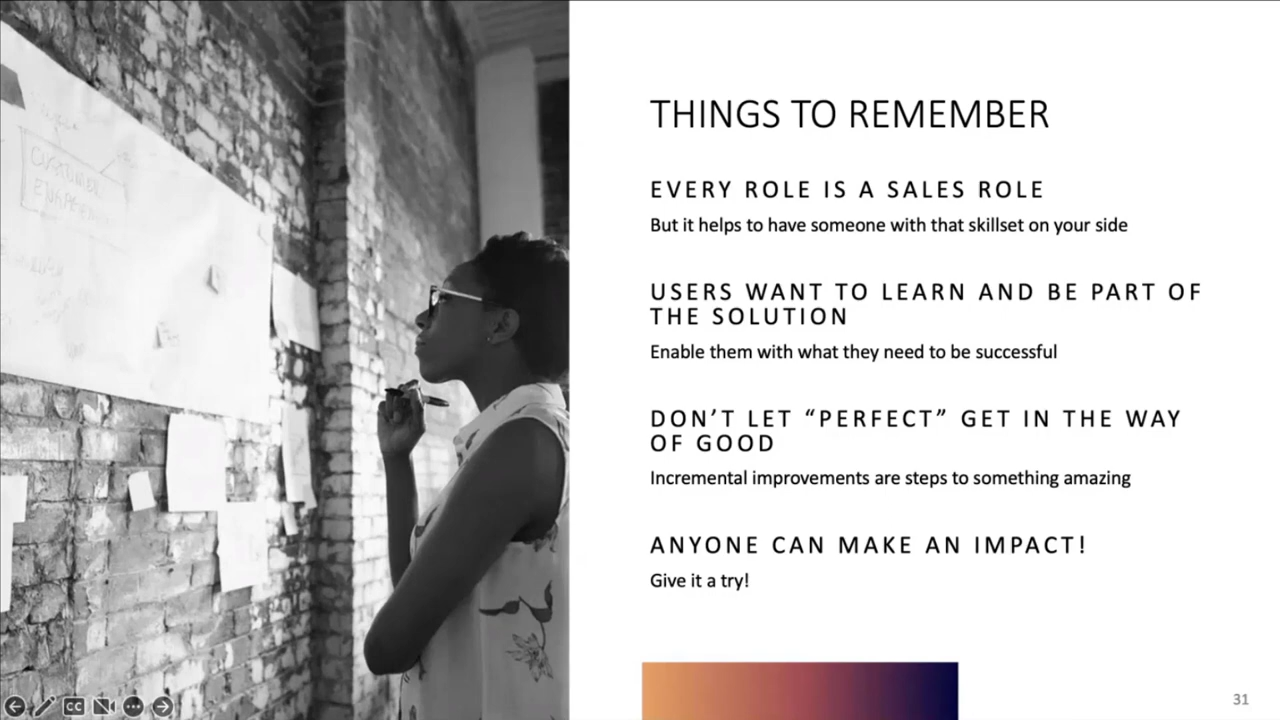 CUSTOMER
THINGS TO REMEMBER
EVERY ROLE IS A SALES ROLE
But it helps to have someone with that skillset on your side
USERS WANT TO LEARN AND BE PART OF
THE SOLUTION
Enable them with what they need to be successful
DON’T LET “PERFECT” GET IN THE WAY
OF GOOD
Incremental improvements are steps to something amazing
ANYONE CAN MAKE AN IMPACT!
Give it a try!
CC
31